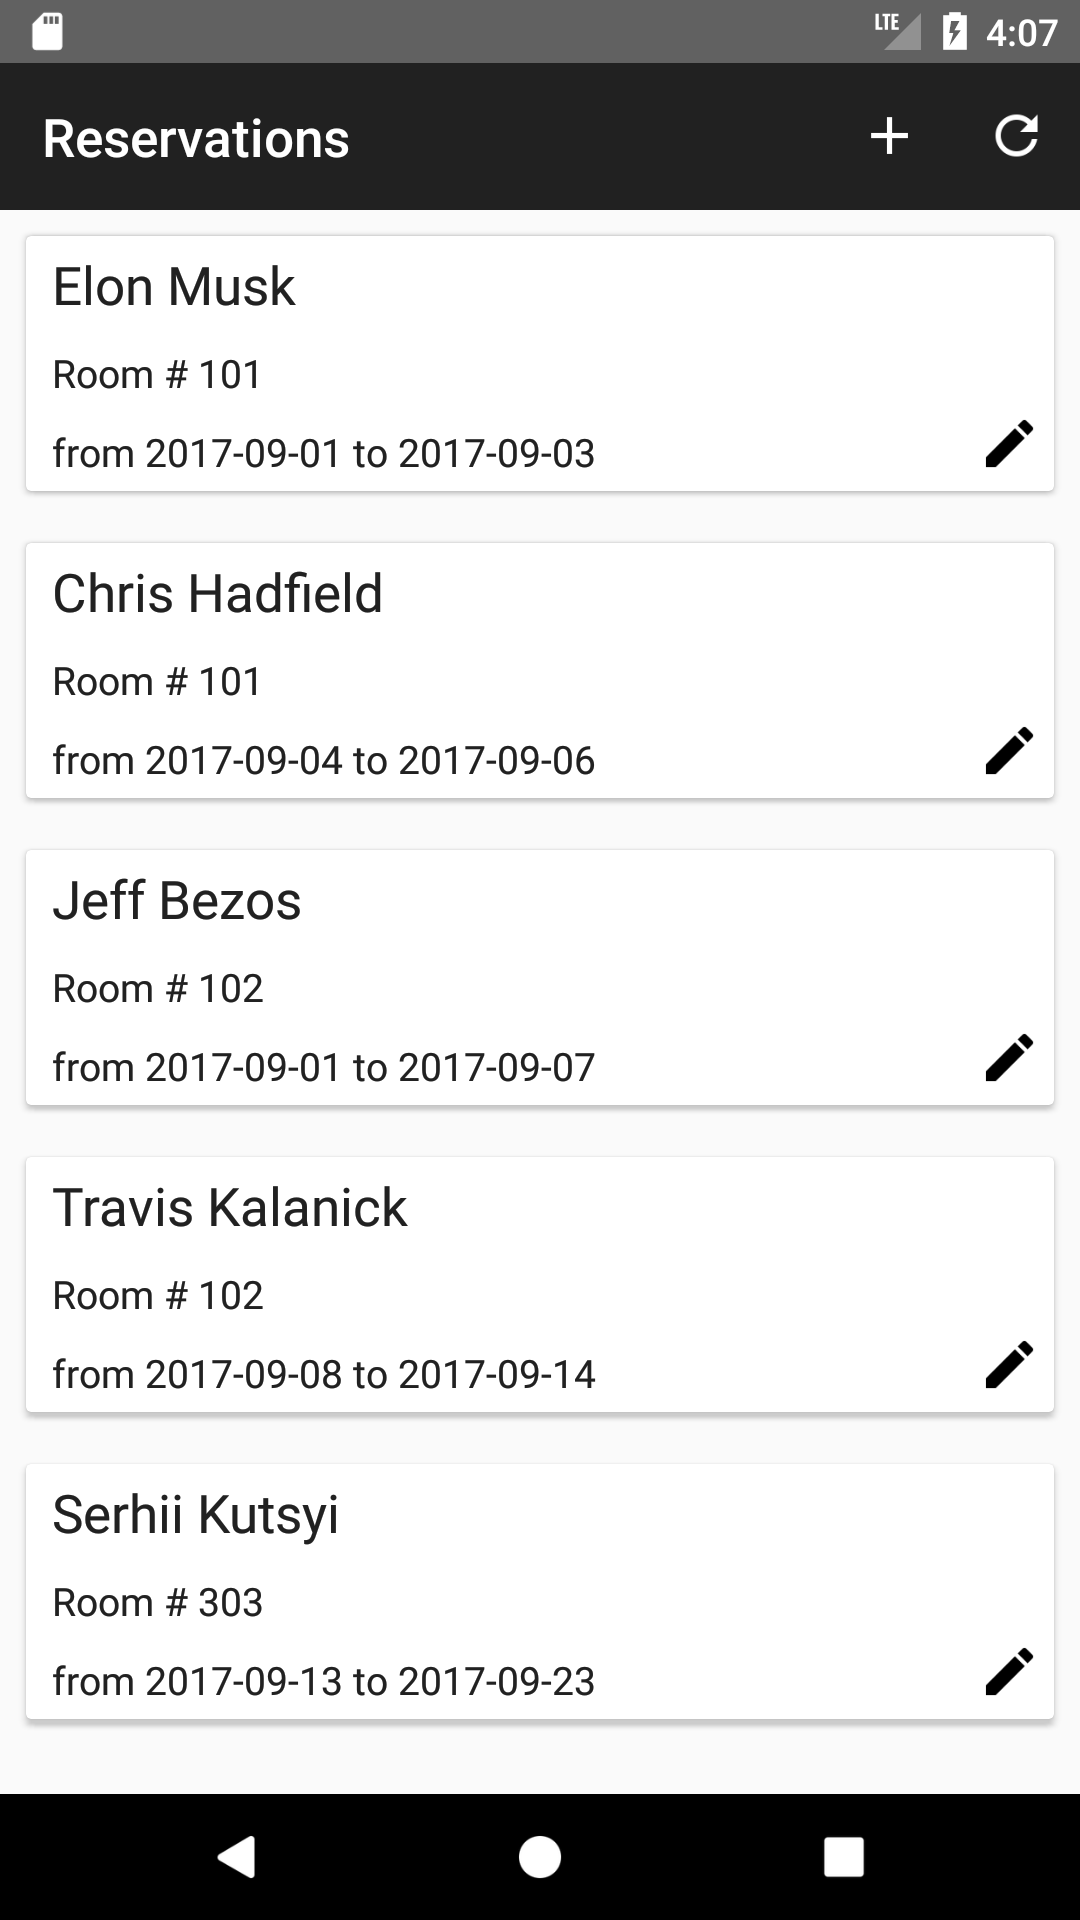 LTE 4:07
Reservations
Elon Musk
Room # 101
from 2017-09-01 to 2017-09-03
Chris Hadfield
Room # 101
from 2017-09-04 to 2017-09-06
Jeff Bezos
Room # 102
from 2017-09-01 to 2017-09-07
Travis Kalanick
Room # 102
from 2017-09-08 to 2017-09-14
Serhii Kutsyi
Room # 303
from 2017-09-13 to 2017-09-23